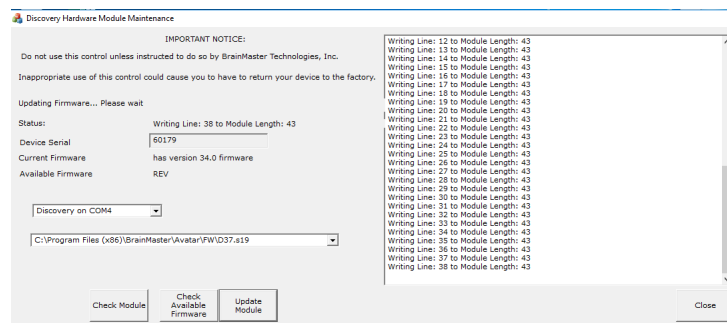 Discovery Hardware Module Maintenance
IMPORTANT NOTICE:
Do not use this control unless instructed to do so by BrainMaster Technologies, Inc.
Inappropriate use of this control could cause you to have to return your device to the factory.
Updating Firmware... Please wait
Status: Writing Line: 38 to Module Length: 43
Device Serial 60179
Current Firmware has version 34.0 firmware
Available Firmware REV
Discovery on COM4
C:\Program Files (x86)\BrainMaster\Avatar\FW\D37.s19
Check Module
Check
Available
Firmware
Update
Module
Writing Line: 12 to Module Length: 43
Writing Line: 13 to Module Length: 43
Writing Line: 14 to Module Length: 43
Writing Line: 15 to Module Length: 43
Writing Line: 16 to Module Length: 43
Writing Line: 17 to Module Length: 43
Writing Line: 18 to Module Length: 43
Writing Line: 19 to Module Length: 43
Writing Line: 20 to Module Length: 43
Writing Line: 21 to Module Length: 43
Writing Line: 22 to Module Length: 43
Writing Line: 23 to Module Length: 43
Writing Line: 24 to Module Length: 43
Writing Line: 25 to Module Length: 43
Writing Line: 26 to Module Length: 43
Writing Line: 27 to Module Length: 43
Writing Line: 28 to Module Length: 43
Writing Line: 29 to Module Length: 43
Writing Line: 30 to Module Length: 43
Writing Line: 31 to Module Length: 43
Writing Line: 32 to Module Length: 43
Writing Line: 33 to Module Length: 43
Writing Line: 34 to Module Length: 43
Writing Line: 35 to Module Length: 43
Writing Line: 36 to Module Length: 43
Writing Line: 37 to Module Length: 43
Writing Line: 38 to Module Length: 43
Close